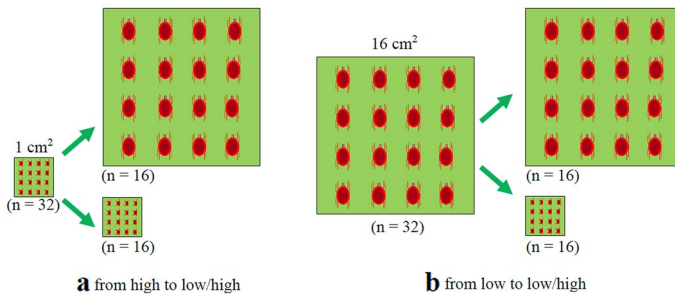 1 cm²
(n = 32)
(n = 16)
(n = 16)
a from high to low/high
16 cm²
(n = 32)
(n = 16)
(n = 16)
b from low to low/high